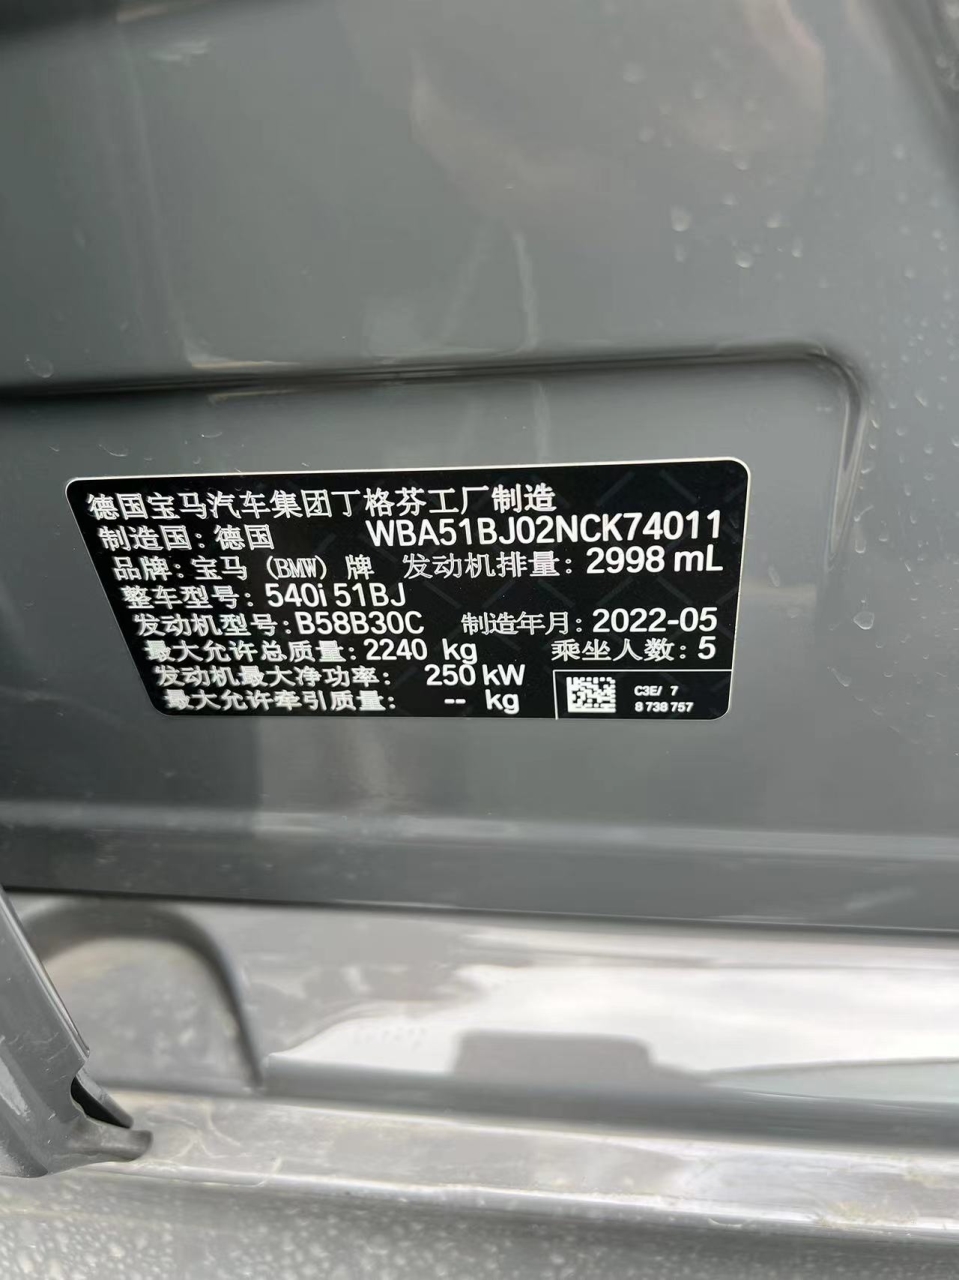 德国宝马汽车集团丁格芬工厂制造
制造国: 德国 WBA51BJ02NCK74011
品牌: 宝马 (BMW) 牌 发动机排量: 2998 mL
整车型号: 540i 51BJ
发动机型号: B58B30C 制造年月: 2022-05
最大允许总质量: 2240 kg 乘坐人数: 5
发动机最大净功率: 250 kW
最大允许牵引质量: -- kg
C3E/ 7
8 738 757